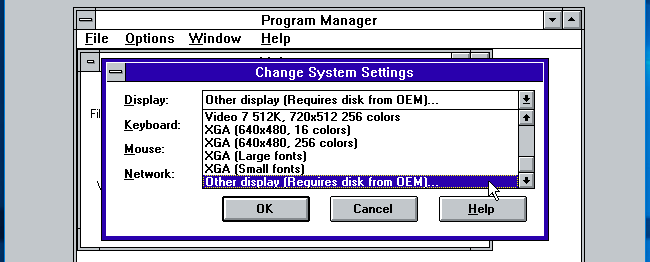 Program Manager
File Options Window Help
Change System Settings
Fil
Display: Other display (Requires disk from OEM)...
Keyboard:
Mouse:
Network:
Video 7 512K, 720x512 256 colors
XGA (640x480, 16 colors)
XGA (640x480, 256 colors)
XGA (Large fonts)
XGA (Small fonts)
Other display (Requires disk from OEM)...
OK Cancel Help